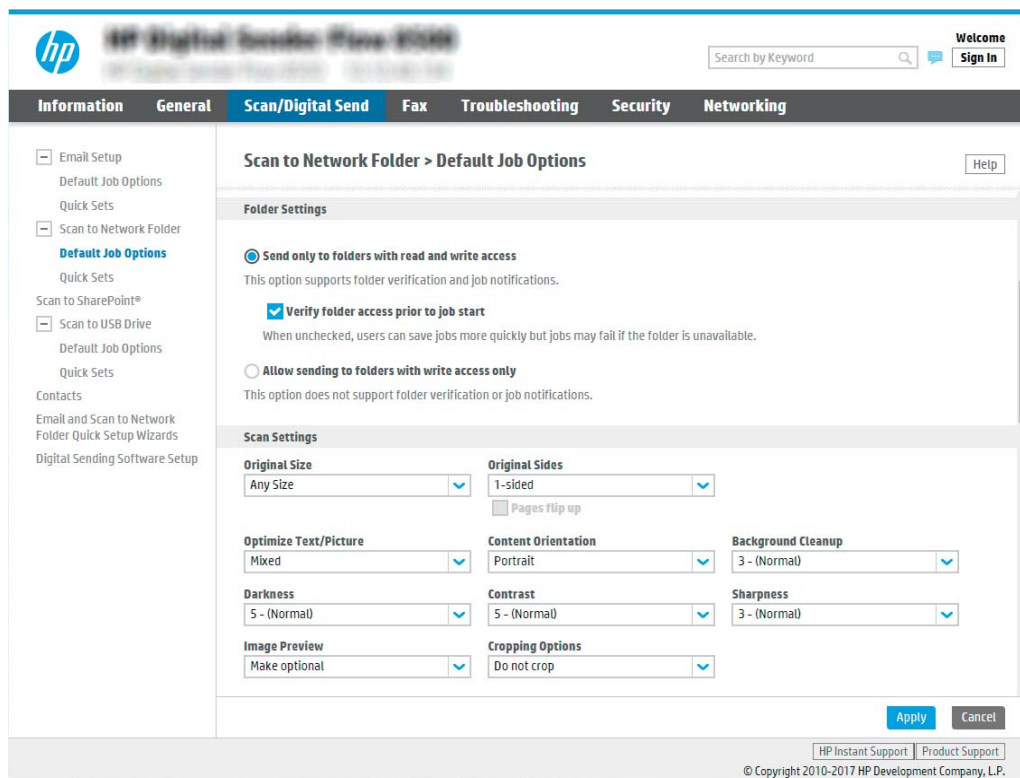 hp
Welcome
Search by Keyword
Sign In
Information General Scan/Digital Send Fax Troubleshooting Security Networking
Email Setup
Default Job Options
Quick Sets
Scan to Network Folder
Default Job Options
Quick Sets
Scan to SharePoint®
Scan to USB Drive
Default Job Options
Quick Sets
Contacts
Email and Scan to Network
Folder Quick Setup Wizards
Digital Sending Software Setup
Scan to Network Folder > Default Job Options
Help
Folder Settings
Send only to folders with read and write access
This option supports folder verification and job notifications.
Verify folder access prior to job start
When unchecked, users can save jobs more quickly but jobs may fail if the folder is unavailable.
Allow sending to folders with write access only
This option does not support folder verification or job notifications.
Scan Settings
Original Size Original Sides
Any Size 1-sided
Pages flip up
Optimize Text/Picture Content Orientation Background Cleanup
Mixed Portrait 3 - (Normal)
Darkness Contrast Sharpness
5 - (Normal) 5 - (Normal) 3 - (Normal)
Image Preview Cropping Options
Make optional Do not crop
Apply Cancel
HP Instant Support Product Support
© Copyright 2010-2017 HP Development Company, L.P.